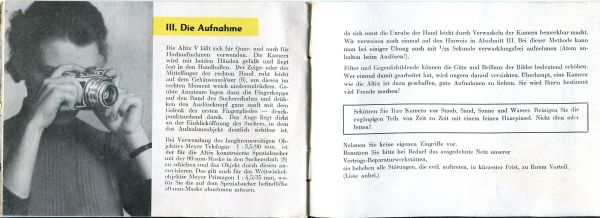 III. Die Aufnahme
Die Altix V läßt sich für Quer- und auch für
Hochaufnahmen verwenden. Die Kamera
wird mit beiden Händen gefaßt und liegt
fest in den Handballen. Der Zeige- oder der
Mittelfinger der rechten Hand ruht leicht
auf dem Gehäuseauslöser (6), um diesen im
rechten Moment weich niederzudrücken. Ge-
übte Amateure legen dazu die Fingerkuppe
auf den Rand des Sucherschuhes und drük-
ken den Auslöseknopf ganz sanft mit dem
Gelenk des ersten Fingergliedes — druck-
punktsuchend durch. Das Auge liegt dicht
an der Einblicköffnung des Suchers, in dem
das Aufnahmeobjekt deutlich sichtbar ist.
Bei Verwendung des langbrennweitigen Ob-
jektives Meyer Telefogar 1 : 3,5/90 mm, ist
der für die Altix konstruierte Spezialsucher
mit der 90-mm-Maske in den Sucherschuh (8)
zu schieben und das Objekt durch diesen an-
zuvisieren. Das gilt auch für das Weitwinkel-
objektiv Meyer Primagon 1 : 4,5/35 mm, wo-
für Sie die auf dem Spezialsucher befindliche
50-mm-Maske abnehmen müssen.
da sich sonst die Unruhe der Hand leicht durch Verwackeln der Kamera bemerkbar macht.
Wir verweisen noch einmal auf den Hinweis in Abschnitt III. Bei dieser Methode kann
man bei einiger Übung auch mit 1/25 Sekunde verwacklungsfrei aufnehmen (Atem an-
halten beim Auslösen!).
Filter und Gegenlichtblende können die Güte und Brillanz der Bilder bedeutend erhöhen.
Wer einmal damit gearbeitet hat, wird ungern darauf verzichten. Überhaupt, eine Kamera
wie die Altix ist dazu geschaffen, gute Aufnahmen zu liefern. Sie wird Ihnen bestimmt
viel Freude machen!
Schützen Sie Ihre Kamera vor Staub, Sand, Sonne und Wasser. Reinigen Sie die
zugängigen Teile von Zeit zu Zeit mit einem feinen Haarpinsel. Nicht ölen oder
fetten!
Nehmen Sie keine eigenen Eingriffe vor.
Benutzen Sie bei Bedarf das ausgedehnte Netz unserer
Vertrags-Reparaturwerkstätten,
sie beheben alle Störungen, die evtl. auftreten, in kürzester Frist, zu Ihrem Vorteil.
(Liste anbei.)